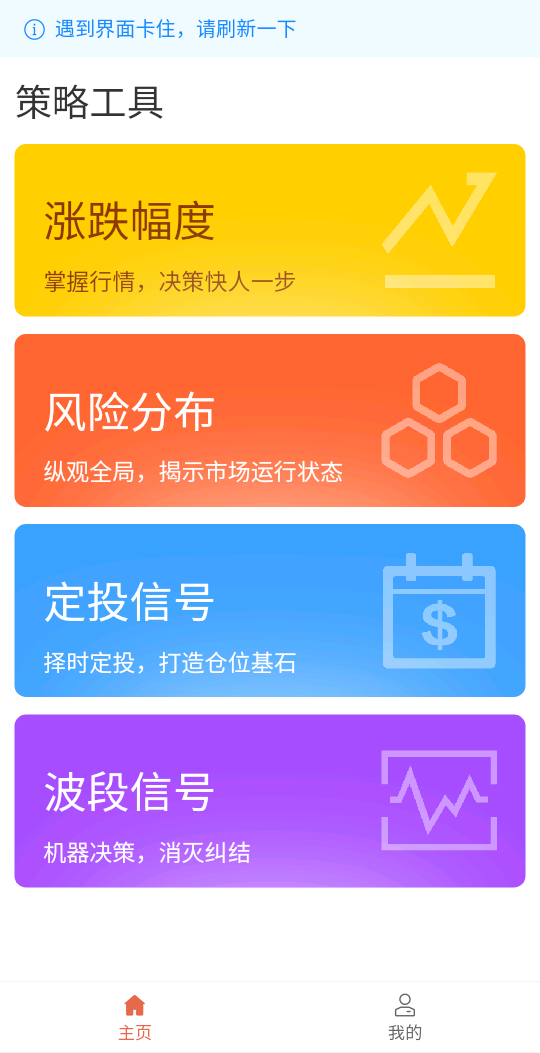 遇到界面卡住，请刷新一下
策略工具
涨跌幅度
掌握行情，决策快人一步
风险分布
纵观全局，揭示市场运行状态
定投信号
择时定投，打造仓位基石
$
波段信号
机器决策，消灭纠结
主页
我的